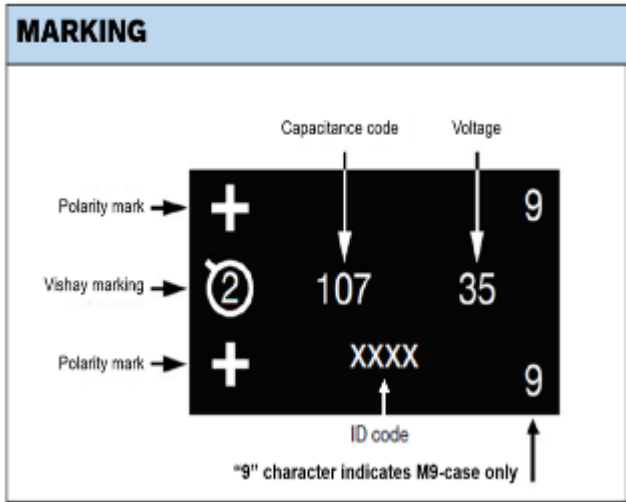 MARKING
Capacitance code
Voltage
Polarity mark
+
9
Vishay marking
2
107
35
Polarity mark
+
XXXX
9
ID code
"9" character indicates M9-case only